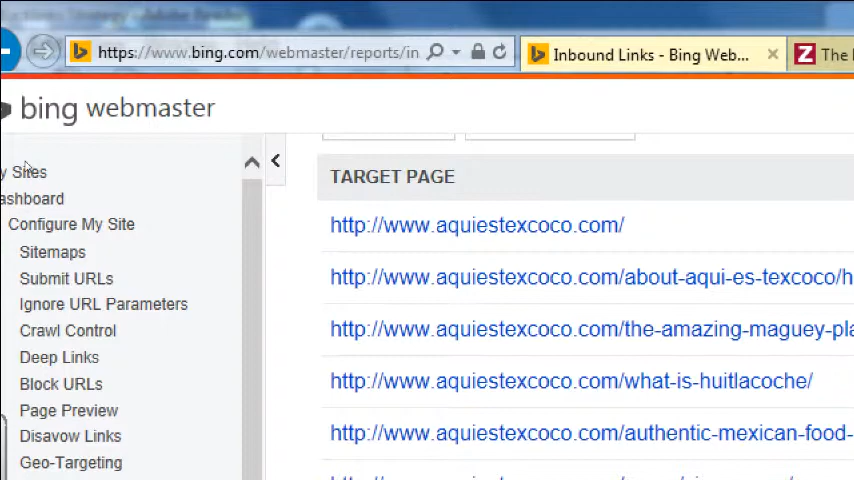 https://www.bing.com/webmaster/reports/in
Inbound Links - Bing Web...
The
bing webmaster
y Sites
ashboard
Configure My Site
Sitemaps
Submit URLs
Ignore URL Parameters
Crawl Control
Deep Links
Block URLs
Page Preview
Disavow Links
Geo-Targeting
TARGET PAGE
http://www.aquiestexcoco.com/
http://www.aquiestexcoco.com/about-aqui-es-texcoco/h
http://www.aquiestexcoco.com/the-amazing-maguey-pla
http://www.aquiestexcoco.com/what-is-huitlacoche/
http://www.aquiestexcoco.com/authentic-mexican-food-